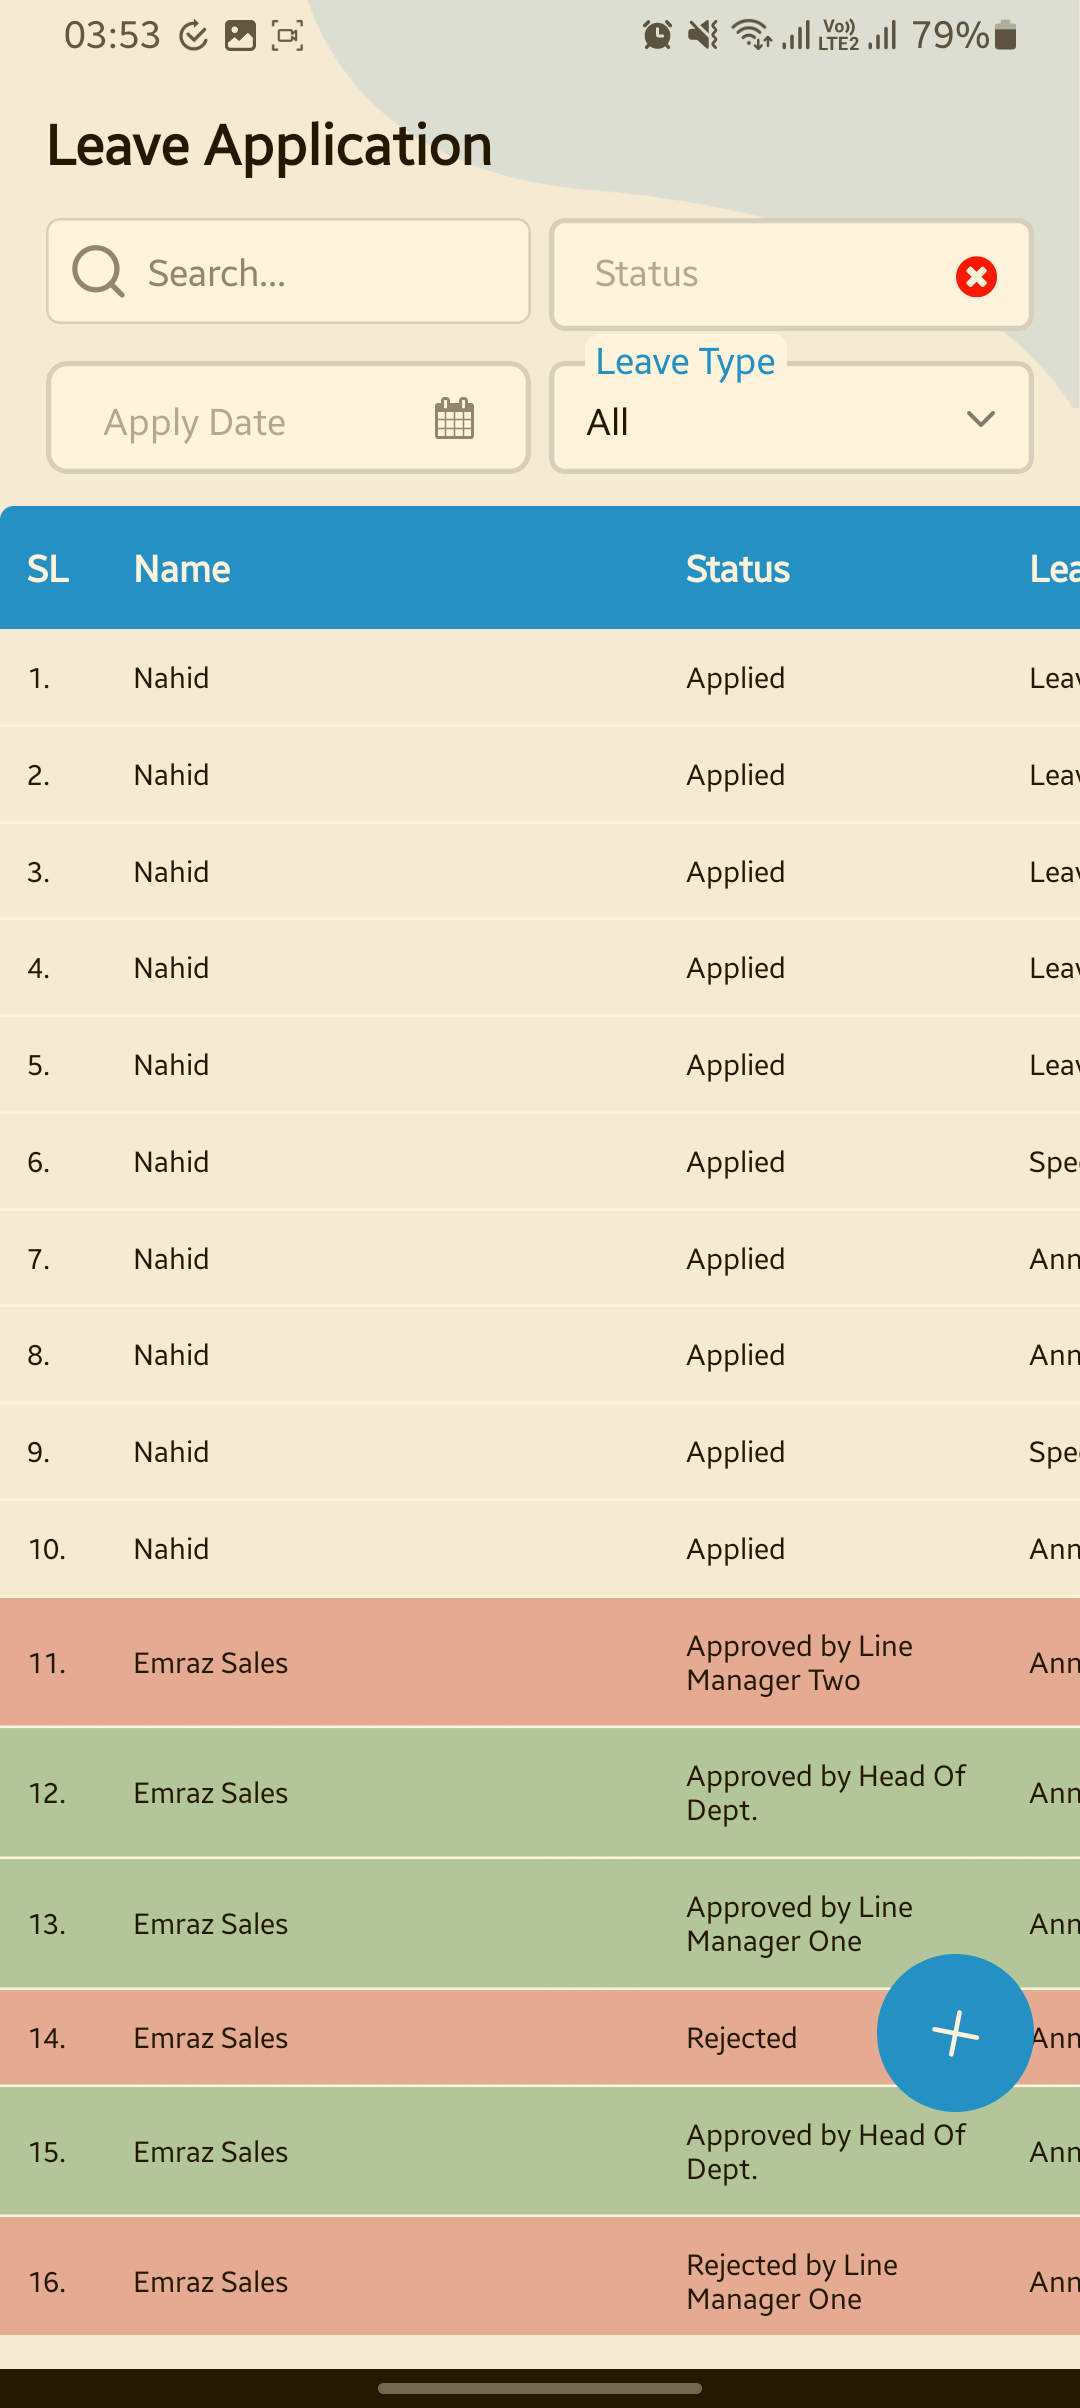 03:53 Vo)) LTE2 79%
Leave Application
Search...
Status
Apply Date
Leave Type
All
SL Name Status Lea
1. Nahid Applied Leav
2. Nahid Applied Leav
3. Nahid Applied Leav
4. Nahid Applied Leav
5. Nahid Applied Leav
6. Nahid Applied Spe
7. Nahid Applied Ann
8. Nahid Applied Ann
9. Nahid Applied Spe
10. Nahid Applied Ann
11. Emraz Sales Approved by Line Ann
Manager Two
12. Emraz Sales Approved by Head Of Ann
Dept.
13. Emraz Sales Approved by Line Ann
Manager One
14. Emraz Sales Rejected Ann
15. Emraz Sales Approved by Head Of Ann
Dept.
16. Emraz Sales Rejected by Line Ann
Manager One